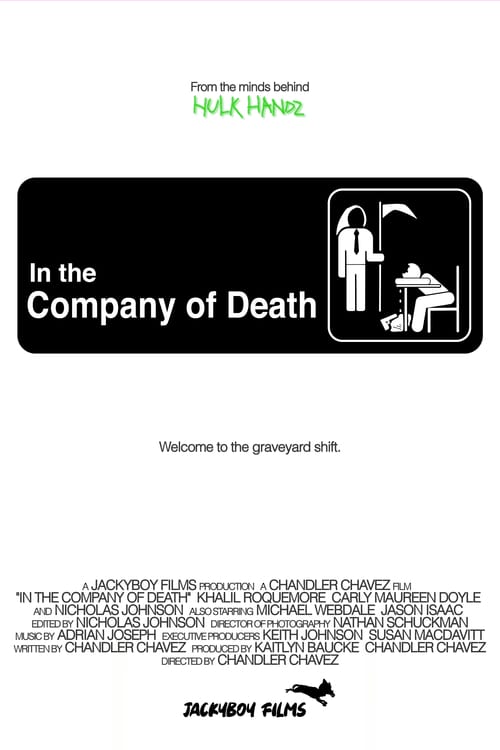 From the minds behind
HULK HANDZ
In the
Company of Death
Welcome to the graveyard shift.
A JACKYBOY FILMS PRODUCTION A CHANDLER CHAVEZ FILM
"IN THE COMPANY OF DEATH" KHALIL ROQUEMORE CARLY MAUREEN DOYLE
AND NICHOLAS JOHNSON ALSO STARRING MICHAEL WEBDALE JASON ISAAC
EDITED BY NICHOLAS JOHNSON DIRECTOR OF PHOTOGRAPHY NATHAN SCHUCKMAN
MUSIC BY ADRIAN JOSEPH EXECUTIVE PRODUCERS KEITH JOHNSON SUSAN MACDAVITT
WRITTEN BY CHANDLER CHAVEZ PRODUCED BY KAITLYN BAUCKE CHANDLER CHAVEZ
DIRECTED BY CHANDLER CHAVEZ
JACKYBOY FILMS